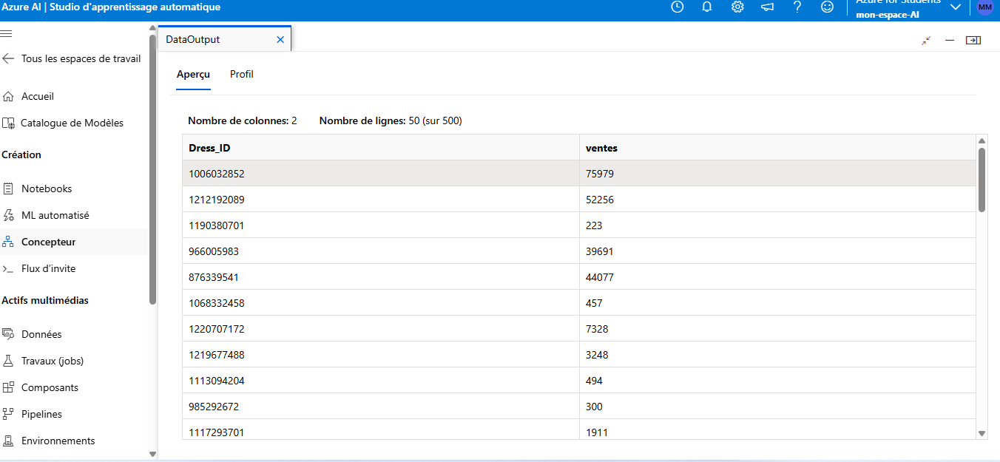 Azure AI | Studio d'apprentissage automatique
Azure for Students
mon-espace-AI
MM
Tous les espaces de travail
Accueil
Catalogue de Modèles
Création
Notebooks
ML automatisé
Concepteur
Flux d'invite
Actifs multimédias
Données
Travaux (jobs)
Composants
Pipelines
Environnements
DataOutput
Aperçu Profil
Nombre de colonnes: 2 Nombre de lignes: 50 (sur 500)
Dress_ID ventes
1006032852 75979
1212192089 52256
1190380701 223
966005983 39691
876339541 44077
1068332458 457
1220707172 7328
1219677488 3248
1113094204 494
985292672 300
1117293701 1911